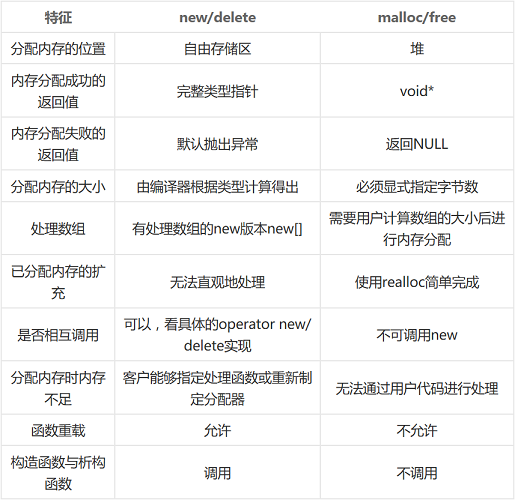 特征 new/delete malloc/free
分配内存的位置 自由存储区 堆
内存分配成功的
返回值 完整类型指针 void*
内存分配失败的
返回值 默认抛出异常 返回NULL
分配内存的大小 由编译器根据类型计算得出 必须显式指定字节数
处理数组 有处理数组的new版本new[] 需要用户计算数组的大小后进
行内存分配
已分配内存的扩
充 无法直观地处理 使用realloc简单完成
是否相互调用 可以，看具体的operator new/
delete实现 不可调用new
分配内存时内存
不足 客户能够指定处理函数或重新制
定分配器 无法通过用户代码进行处理
函数重载 允许 不允许
构造函数与析构
函数 调用 不调用